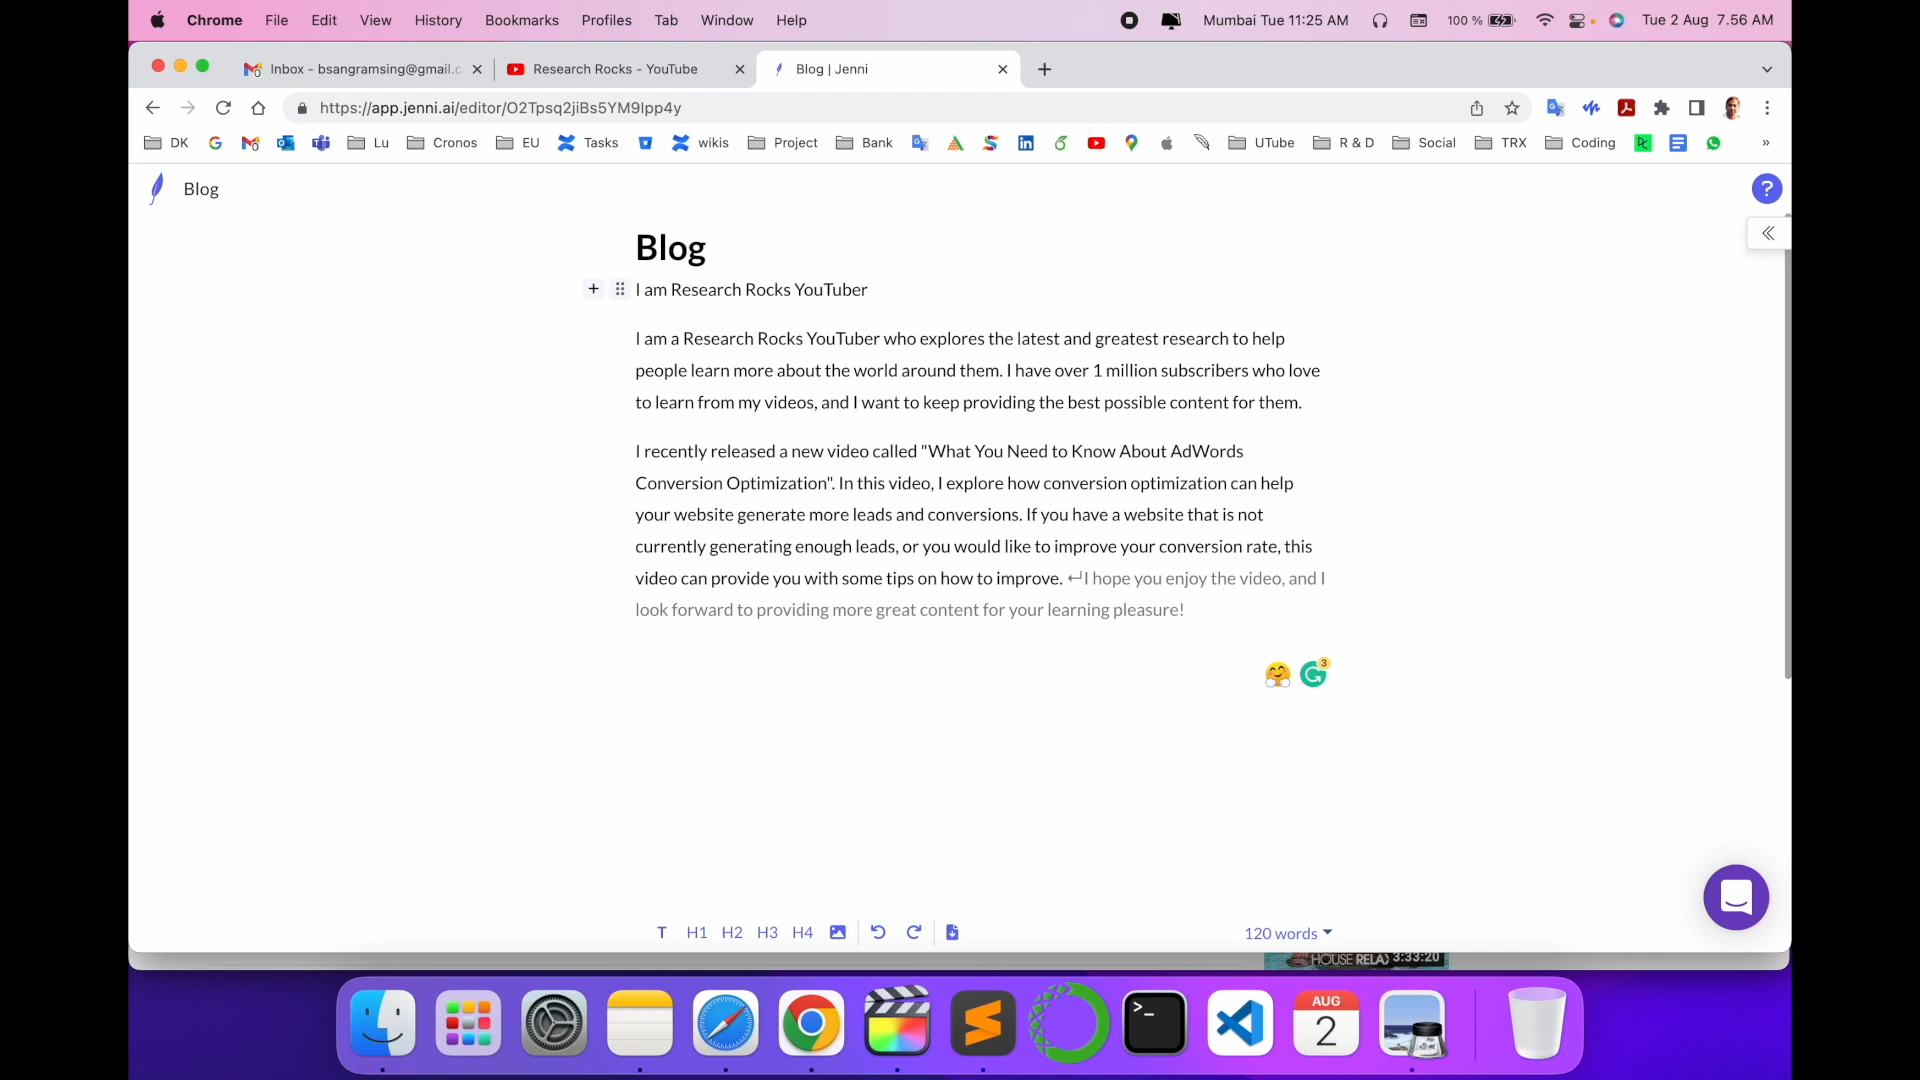 Chrome File Edit View History Bookmarks Profiles Tab Window Help Mumbai Tue 11:25 AM 100 % Tue 2 Aug 7.56 AM
Inbox - bsangramsing@gmail.c Research Rocks - YouTube Blog | Jenni
https://app.jenni.ai/editor/O2Tpsq2jiBs5YM9Ipp4y
DK Lu Cronos EU Tasks wikis Project Bank UTube R & D Social TRX Coding »
Blog
?
Blog
I am Research Rocks YouTuber
I am a Research Rocks YouTuber who explores the latest and greatest research to help
people learn more about the world around them. I have over 1 million subscribers who love
to learn from my videos, and I want to keep providing the best possible content for them.
I recently released a new video called "What You Need to Know About AdWords
Conversion Optimization". In this video, I explore how conversion optimization can help
your website generate more leads and conversions. If you have a website that is not
currently generating enough leads, or you would like to improve your conversion rate, this
video can provide you with some tips on how to improve. ↵I hope you enjoy the video, and I
look forward to providing more great content for your learning pleasure!
3
T H1 H2 H3 H4 120 words
HOUSE RELA 3:33:20
AUG
2